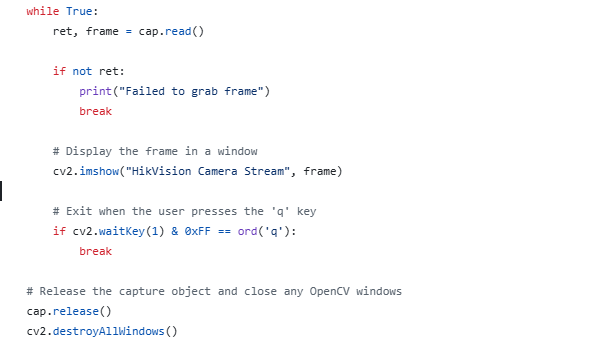 while True:
    ret, frame = cap.read()
    if not ret:
        print("Failed to grab frame")
        break
    # Display the frame in a window
    cv2.imshow("HikVision Camera Stream", frame)
    # Exit when the user presses the 'q' key
    if cv2.waitKey(1) & 0xFF == ord('q'):
        break
# Release the capture object and close any OpenCV windows
cap.release()
cv2.destroyAllWindows()